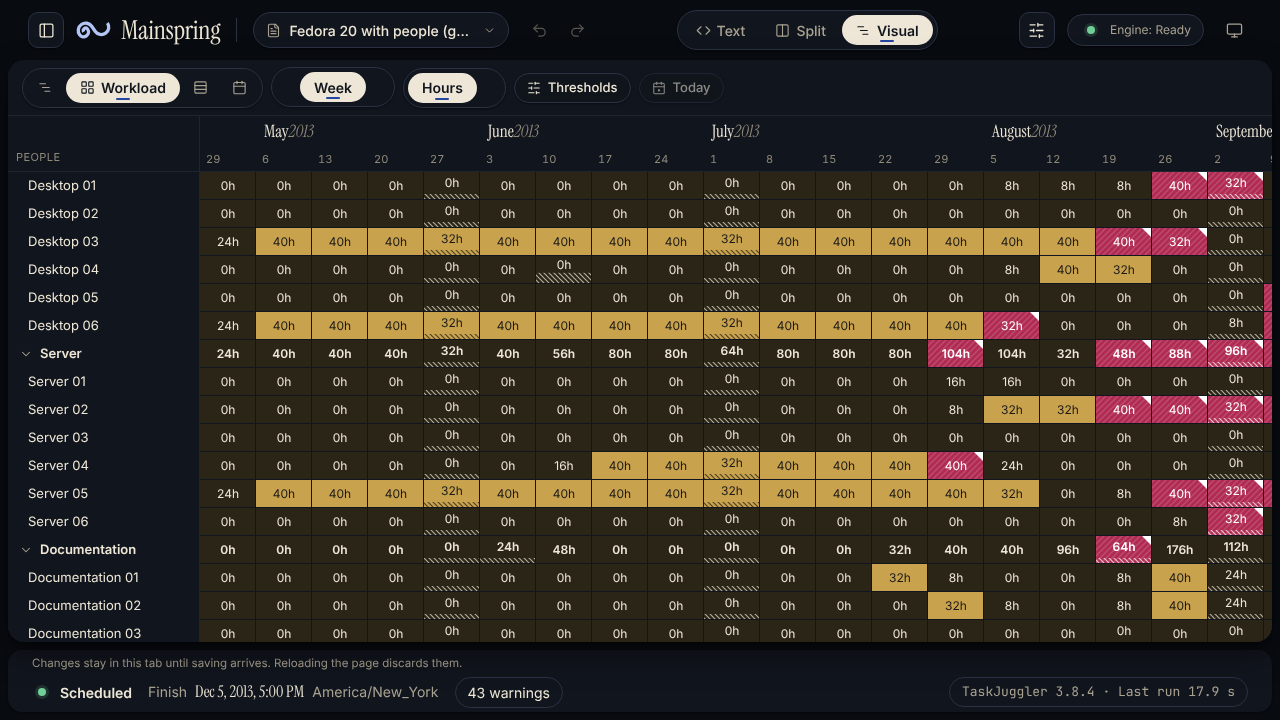 Mainspring Fedora 20 with people (g... Text Split Visual Engine: Ready
Workload Week Hours Thresholds Today
May 2013 June 2013 July 2013 August 2013 Septembe
PEOPLE 29 6 13 20 27 3 10 17 24 1 8 15 22 29 5 12 19 26 2
Desktop 01 0h 0h 0h 0h 0h 0h 0h 0h 0h 0h 0h 0h 0h 0h 8h 8h 8h 40h 32h
Desktop 02 0h 0h 0h 0h 0h 0h 0h 0h 0h 0h 0h 0h 0h 0h 0h 0h 0h 0h 0h
Desktop 03 24h 40h 40h 40h 32h 40h 40h 40h 40h 32h 40h 40h 40h 40h 40h 40h 40h 32h 0h
Desktop 04 0h 0h 0h 0h 0h 0h 0h 0h 0h 0h 0h 0h 0h 0h 8h 40h 32h 0h 0h
Desktop 05 0h 0h 0h 0h 0h 0h 0h 0h 0h 0h 0h 0h 0h 0h 0h 0h 0h 0h 0h
Desktop 06 24h 40h 40h 40h 32h 40h 40h 40h 40h 32h 40h 40h 40h 40h 32h 0h 0h 0h 8h
Server 24h 40h 40h 40h 32h 40h 56h 80h 80h 64h 80h 80h 80h 104h 104h 32h 48h 88h 96h
Server 01 0h 0h 0h 0h 0h 0h 0h 0h 0h 0h 0h 0h 0h 16h 16h 0h 0h 0h 0h
Server 02 0h 0h 0h 0h 0h 0h 0h 0h 0h 0h 0h 0h 0h 8h 32h 32h 40h 40h 32h
Server 03 0h 0h 0h 0h 0h 0h 0h 0h 0h 0h 0h 0h 0h 0h 0h 0h 0h 0h 0h
Server 04 0h 0h 0h 0h 0h 0h 16h 40h 40h 32h 40h 40h 40h 40h 24h 0h 0h 0h 0h
Server 05 24h 40h 40h 40h 32h 40h 40h 40h 40h 32h 40h 40h 40h 40h 40h 32h 0h 8h 40h 32h
Server 06 0h 0h 0h 0h 0h 0h 0h 0h 0h 0h 0h 0h 0h 0h 0h 0h 0h 8h 32h
Documentation 0h 0h 0h 0h 0h 24h 48h 0h 0h 0h 0h 0h 32h 40h 40h 96h 64h 176h 112h
Documentation 01 0h 0h 0h 0h 0h 0h 0h 0h 0h 0h 0h 0h 32h 8h 0h 0h 8h 40h 24h
Documentation 02 0h 0h 0h 0h 0h 0h 0h 0h 0h 0h 0h 0h 0h 32h 8h 0h 8h 40h 24h
Documentation 03 0h 0h 0h 0h 0h 0h 0h 0h 0h 0h 0h 0h 0h 0h 0h 0h 0h 0h 0h
Changes stay in this tab until saving arrives. Reloading the page discards them.
Scheduled Finish Dec 5, 2013, 5:00 PM America/New_York 43 warnings TaskJuggler 3.8.4 · Last run 17.9 s